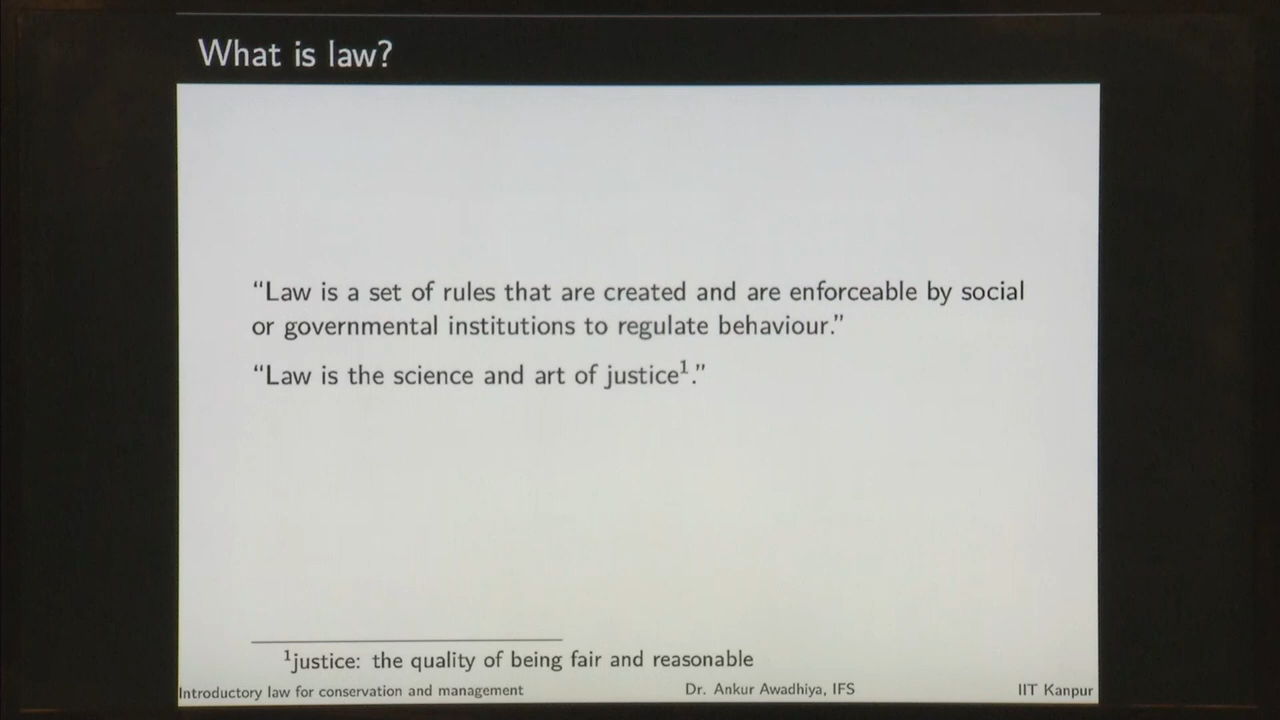 What is law?
“Law is a set of rules that are created and are enforceable by social
or governmental institutions to regulate behaviour.”
“Law is the science and art of justice¹.”
¹justice: the quality of being fair and reasonable
Introductory law for conservation and management Dr. Ankur Awadhiya, IFS IIT Kanpur